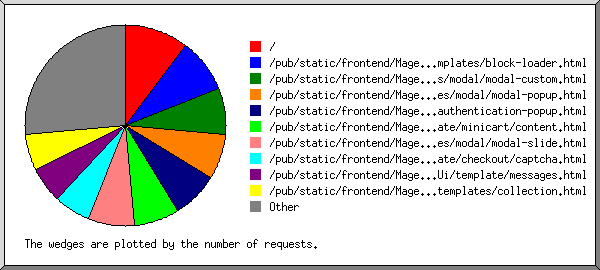 /
/pub/static/frontend/Mage...mplates/block-loader.html
/pub/static/frontend/Mage...s/modal/modal-custom.html
/pub/static/frontend/Mage...es/modal/modal-popup.html
/pub/static/frontend/Mage...authentication-popup.html
/pub/static/frontend/Mage...ate/minicart/content.html
/pub/static/frontend/Mage...es/modal/modal-slide.html
/pub/static/frontend/Mage...ate/checkout/captcha.html
/pub/static/frontend/Mage...Ui/template/messages.html
/pub/static/frontend/Mage...templates/collection.html
Other
The wedges are plotted by the number of requests.